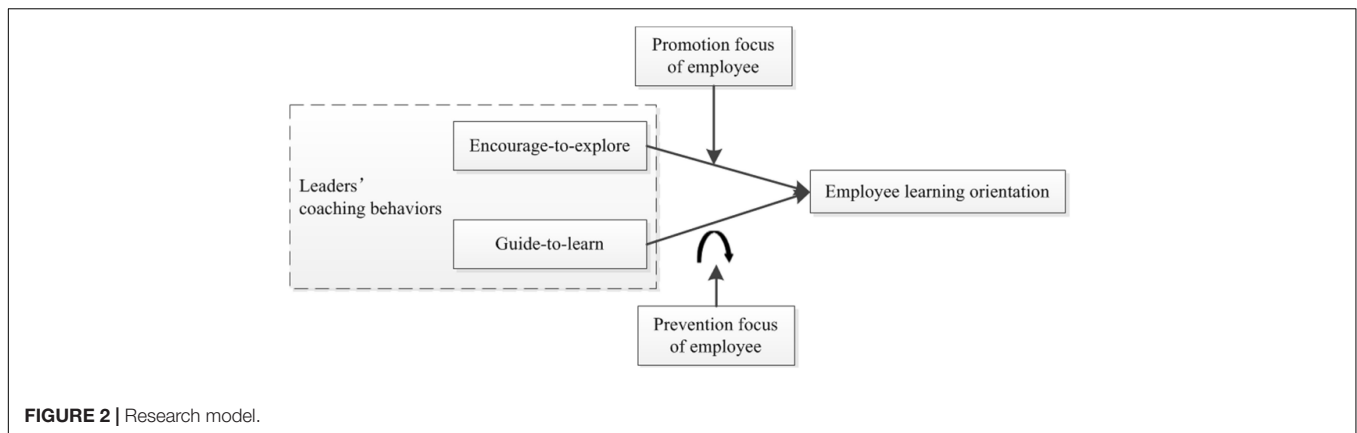 Promotion focus
of employee
Encourage-to-explore
Leaders’
coaching behaviors
Employee learning orientation
Guide-to-learn
Prevention focus
of employee
FIGURE 2 | Research model.